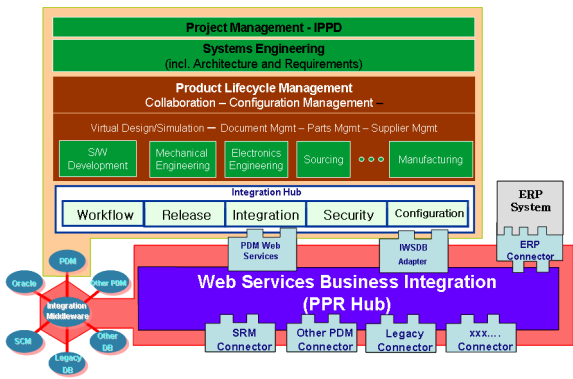 Project Management - IPPD
Systems Engineering
(incl. Architecture and Requirements)
Product Lifecycle Management
Collaboration – Configuration Management –
Virtual Design/Simulation — Document Mgmt – Parts Mgmt – Supplier Mgmt
S/W
Development
Mechanical
Engineering
Electronics
Engineering
Sourcing
Manufacturing
Integration Hub
Workflow
Release
Integration
Security
Configuration
ERP
System
PDM Web
Services
IWSDB
Adapter
ERP
Connector
Web Services Business Integration
(PPR Hub)
SRM
Connector
Other PDM
Connector
Legacy
Connector
xxx....
Connector
PDM
Oracle
Other PDM
Integration
Middleware
SCM
Other
DB
Legacy
DB